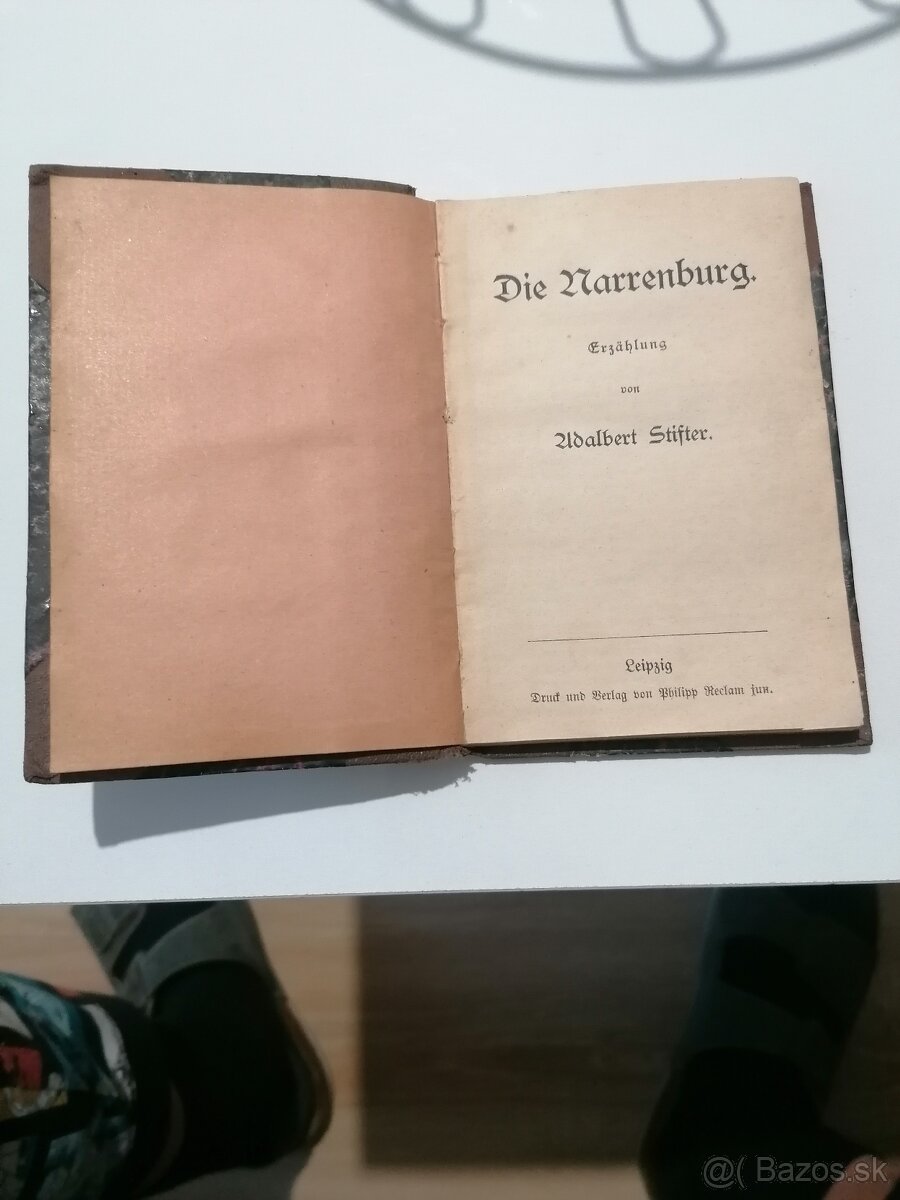 Die Narrenburg.
Erzählung
von
Adalbert Stifter.
Leipzig
Druck und Verlag von Philipp Reclam jun.
@( Bazos.sk